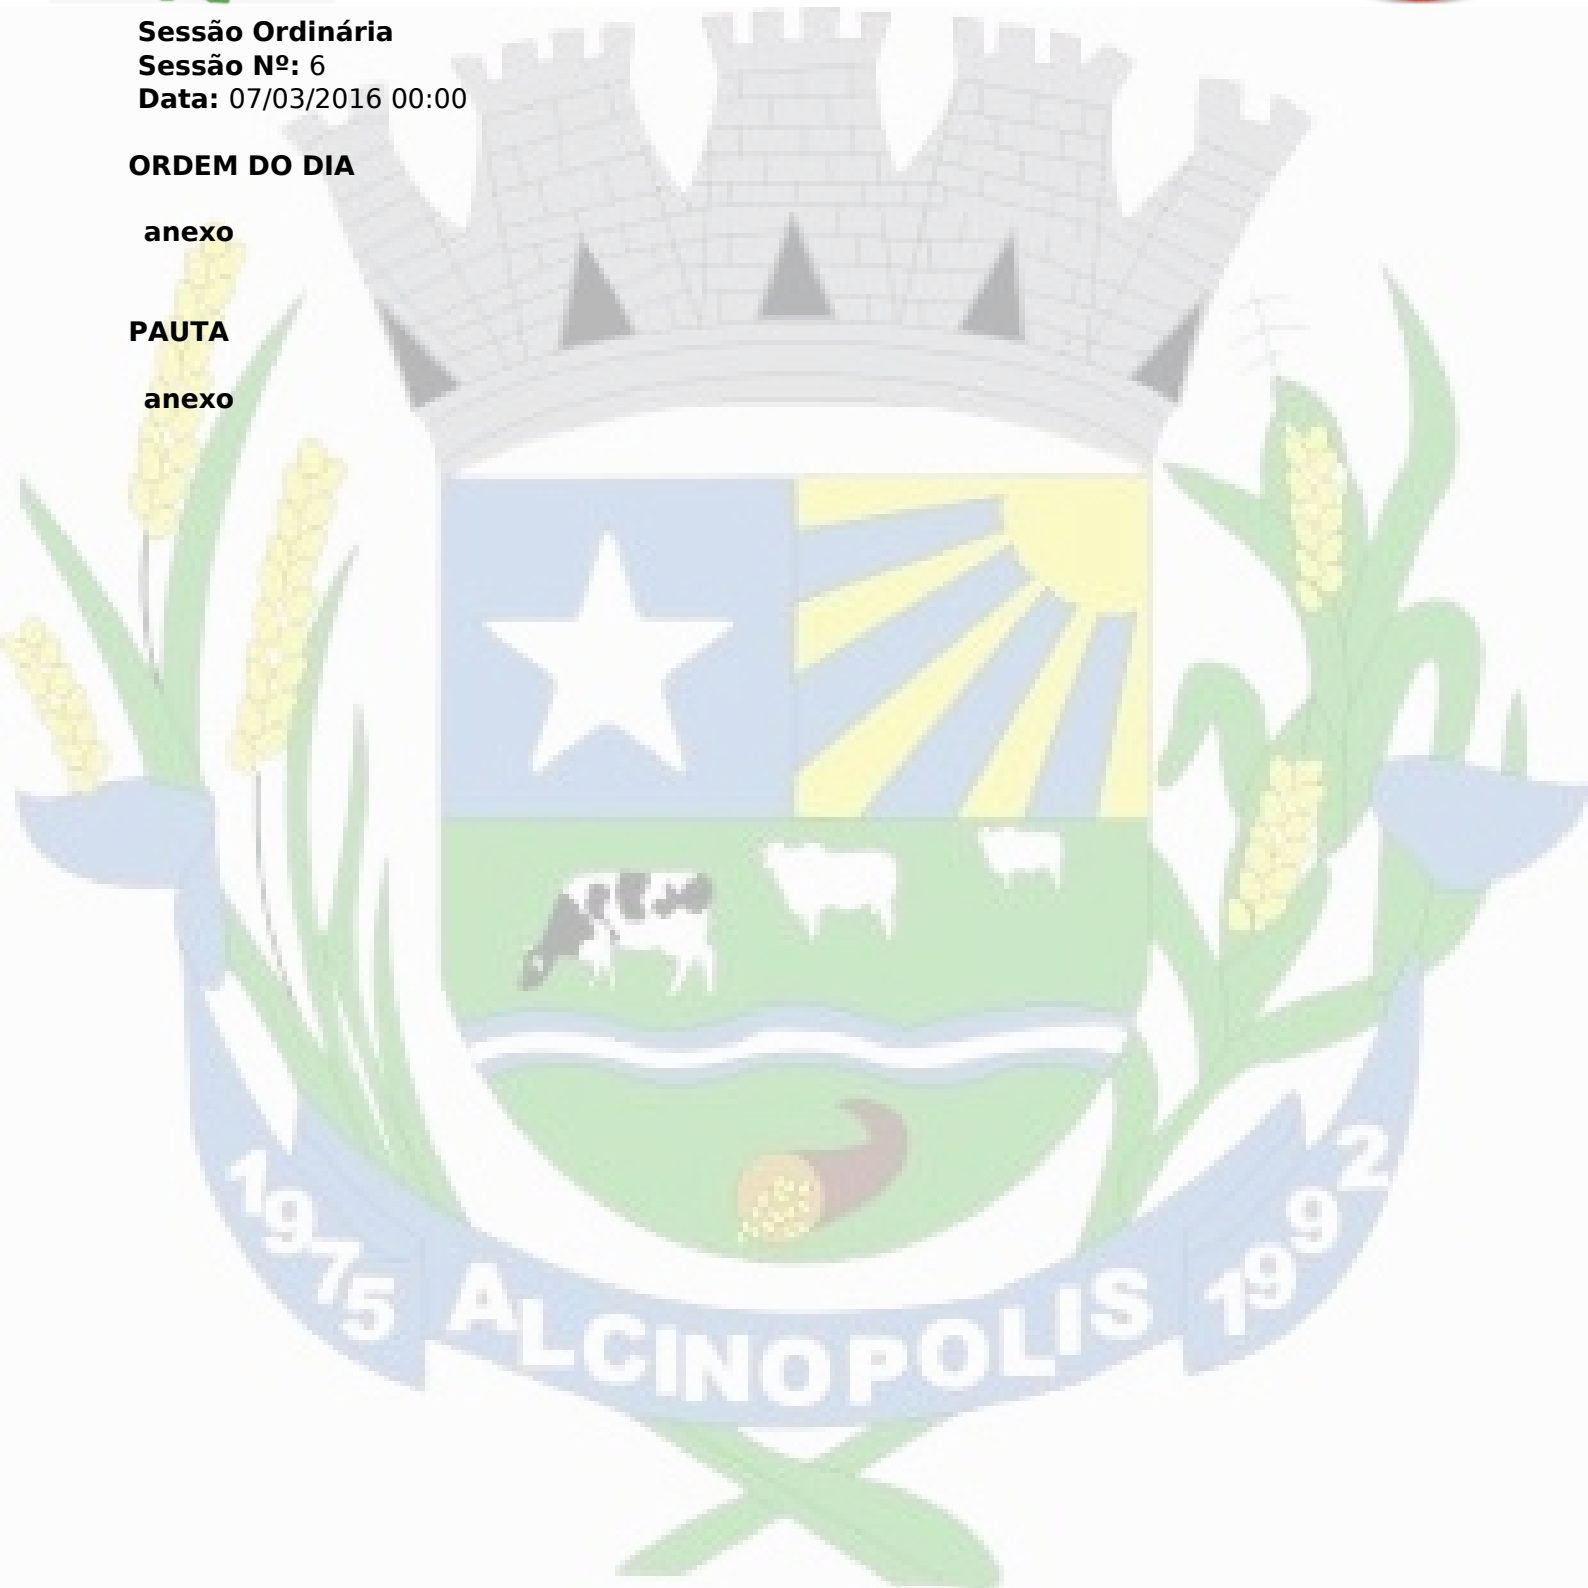 Sessão Ordinária
Sessão Nº: 6
Data: 07/03/2016 00:00
ORDEM DO DIA
anexo
PAUTA
anexo
1975 ALCINOPOLIS 1992